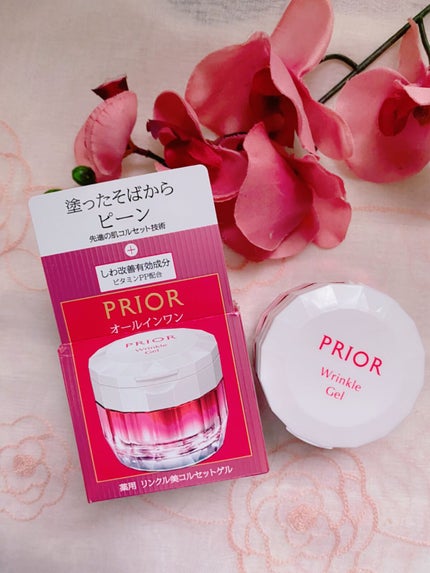 塗ったそばから
ピーン
先進の肌コルセット技術
+
しわ改善有効成分
ビタミンPP配合
PRIOR
オールインワン
PRIOR
Wrinkle
Gel
薬用 リンクル美コルセットゲル
PRIOR
Wrinkle
Gel